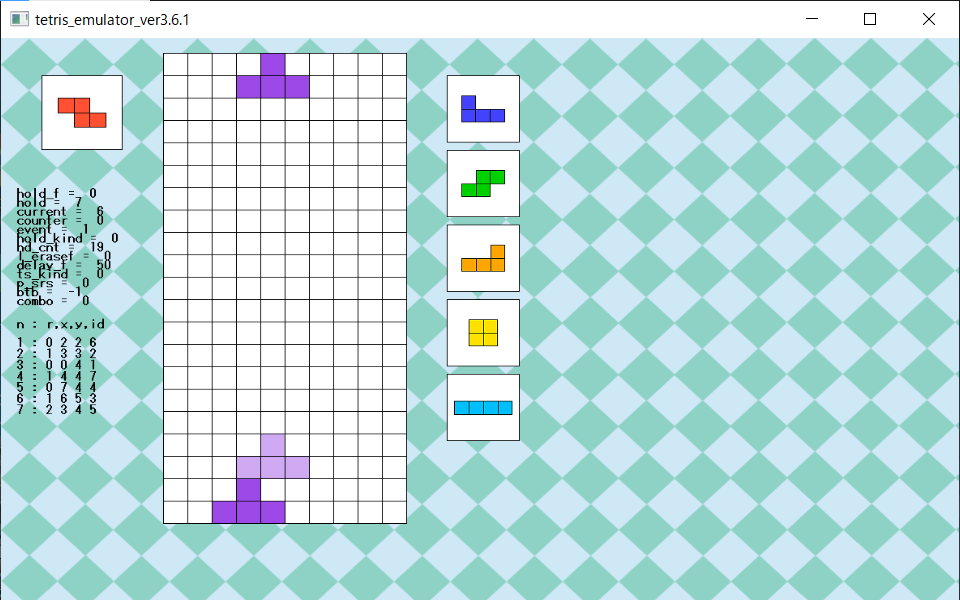 tetris_emulator_ver3.6.1
hold_f = 0
hold = 7
current = 6
counter = 0
event = 1
hold_kind = 0
hd_cnt = 19
l_erasef = 0
delay_f = 50
ts_kind = 0
p_srs = 0
btb = -1
combo = 0
n : r,x,y,id
1 : 0 2 2 6
2 : 1 3 3 2
3 : 0 0 4 1
4 : 1 4 4 7
5 : 0 7 4 4
6 : 1 6 5 3
7 : 2 3 4 5